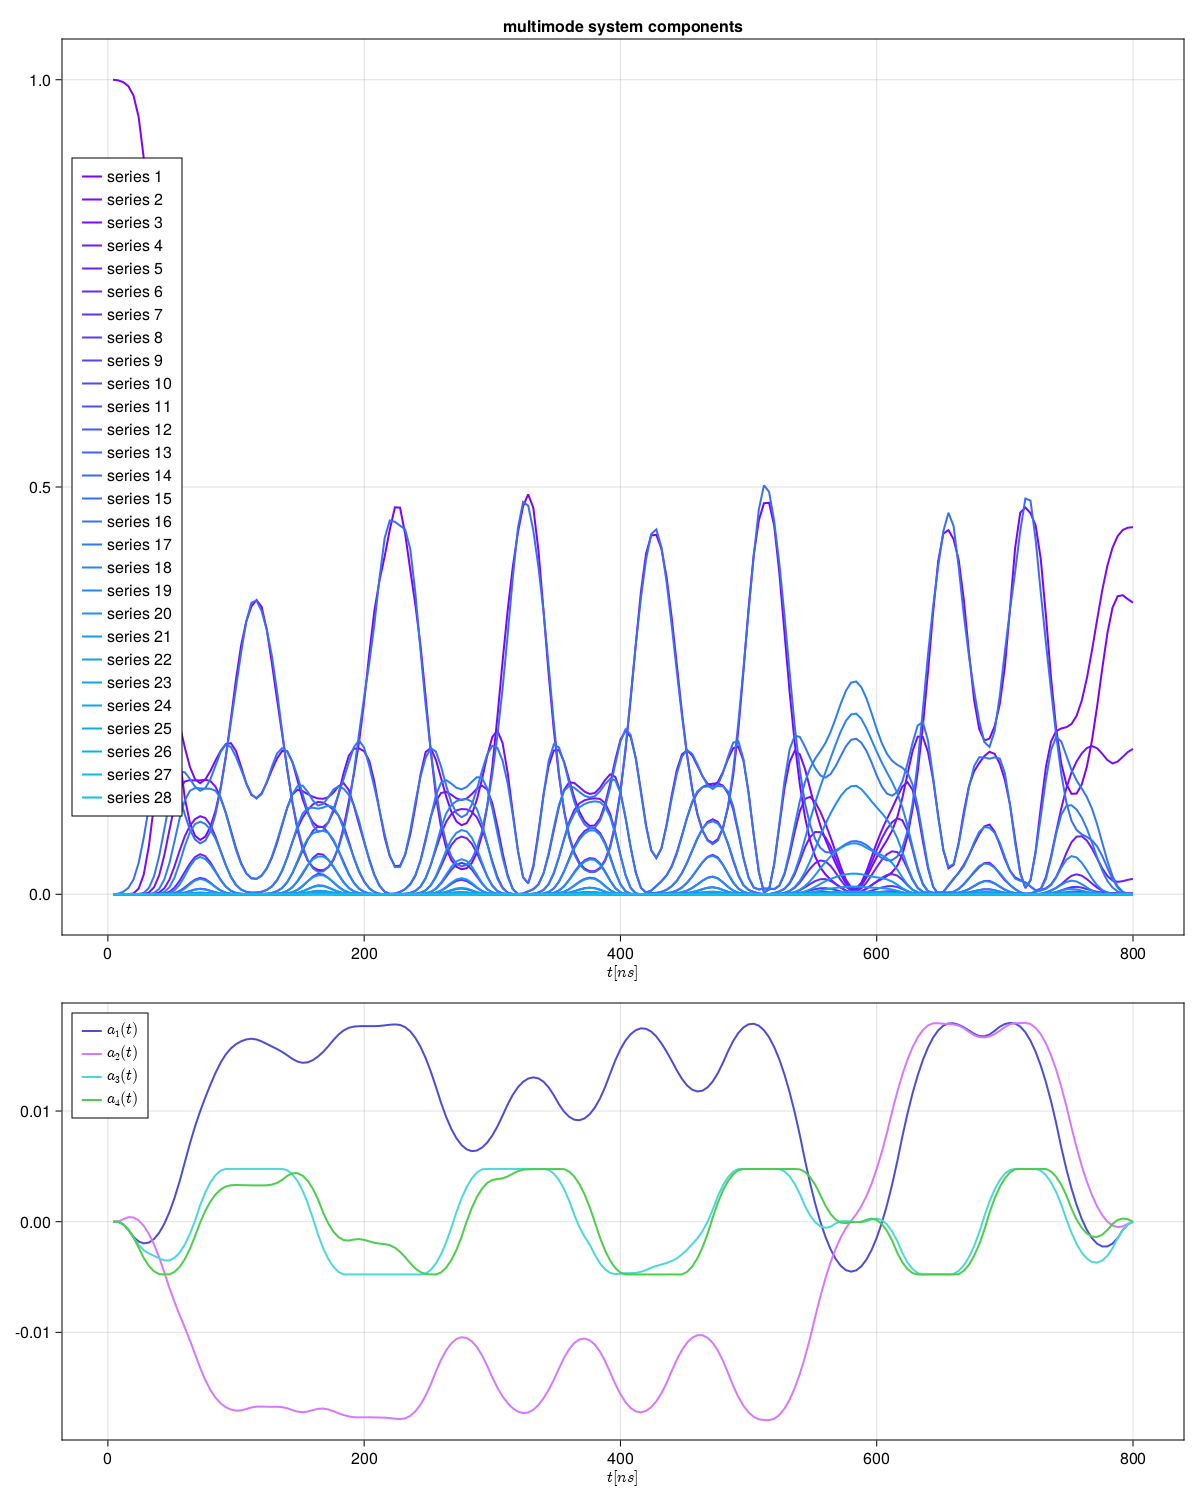 multimode system components
1.0
series 1
series 2
series 3
series 4
series 5
series 6
series 7
series 8
series 9
series 10
series 11
series 12
series 13
series 14
series 15
series 16
series 17
series 18
series 19
series 20
series 21
series 22
series 23
series 24
series 25
series 26
series 27
series 28
0.5
0.0
0 200 400 600 800
t[ns]
a₁(t)
a₂(t)
a₃(t)
a₄(t)
0.01
0.00
-0.01
0 200 400 600 800
t[ns]